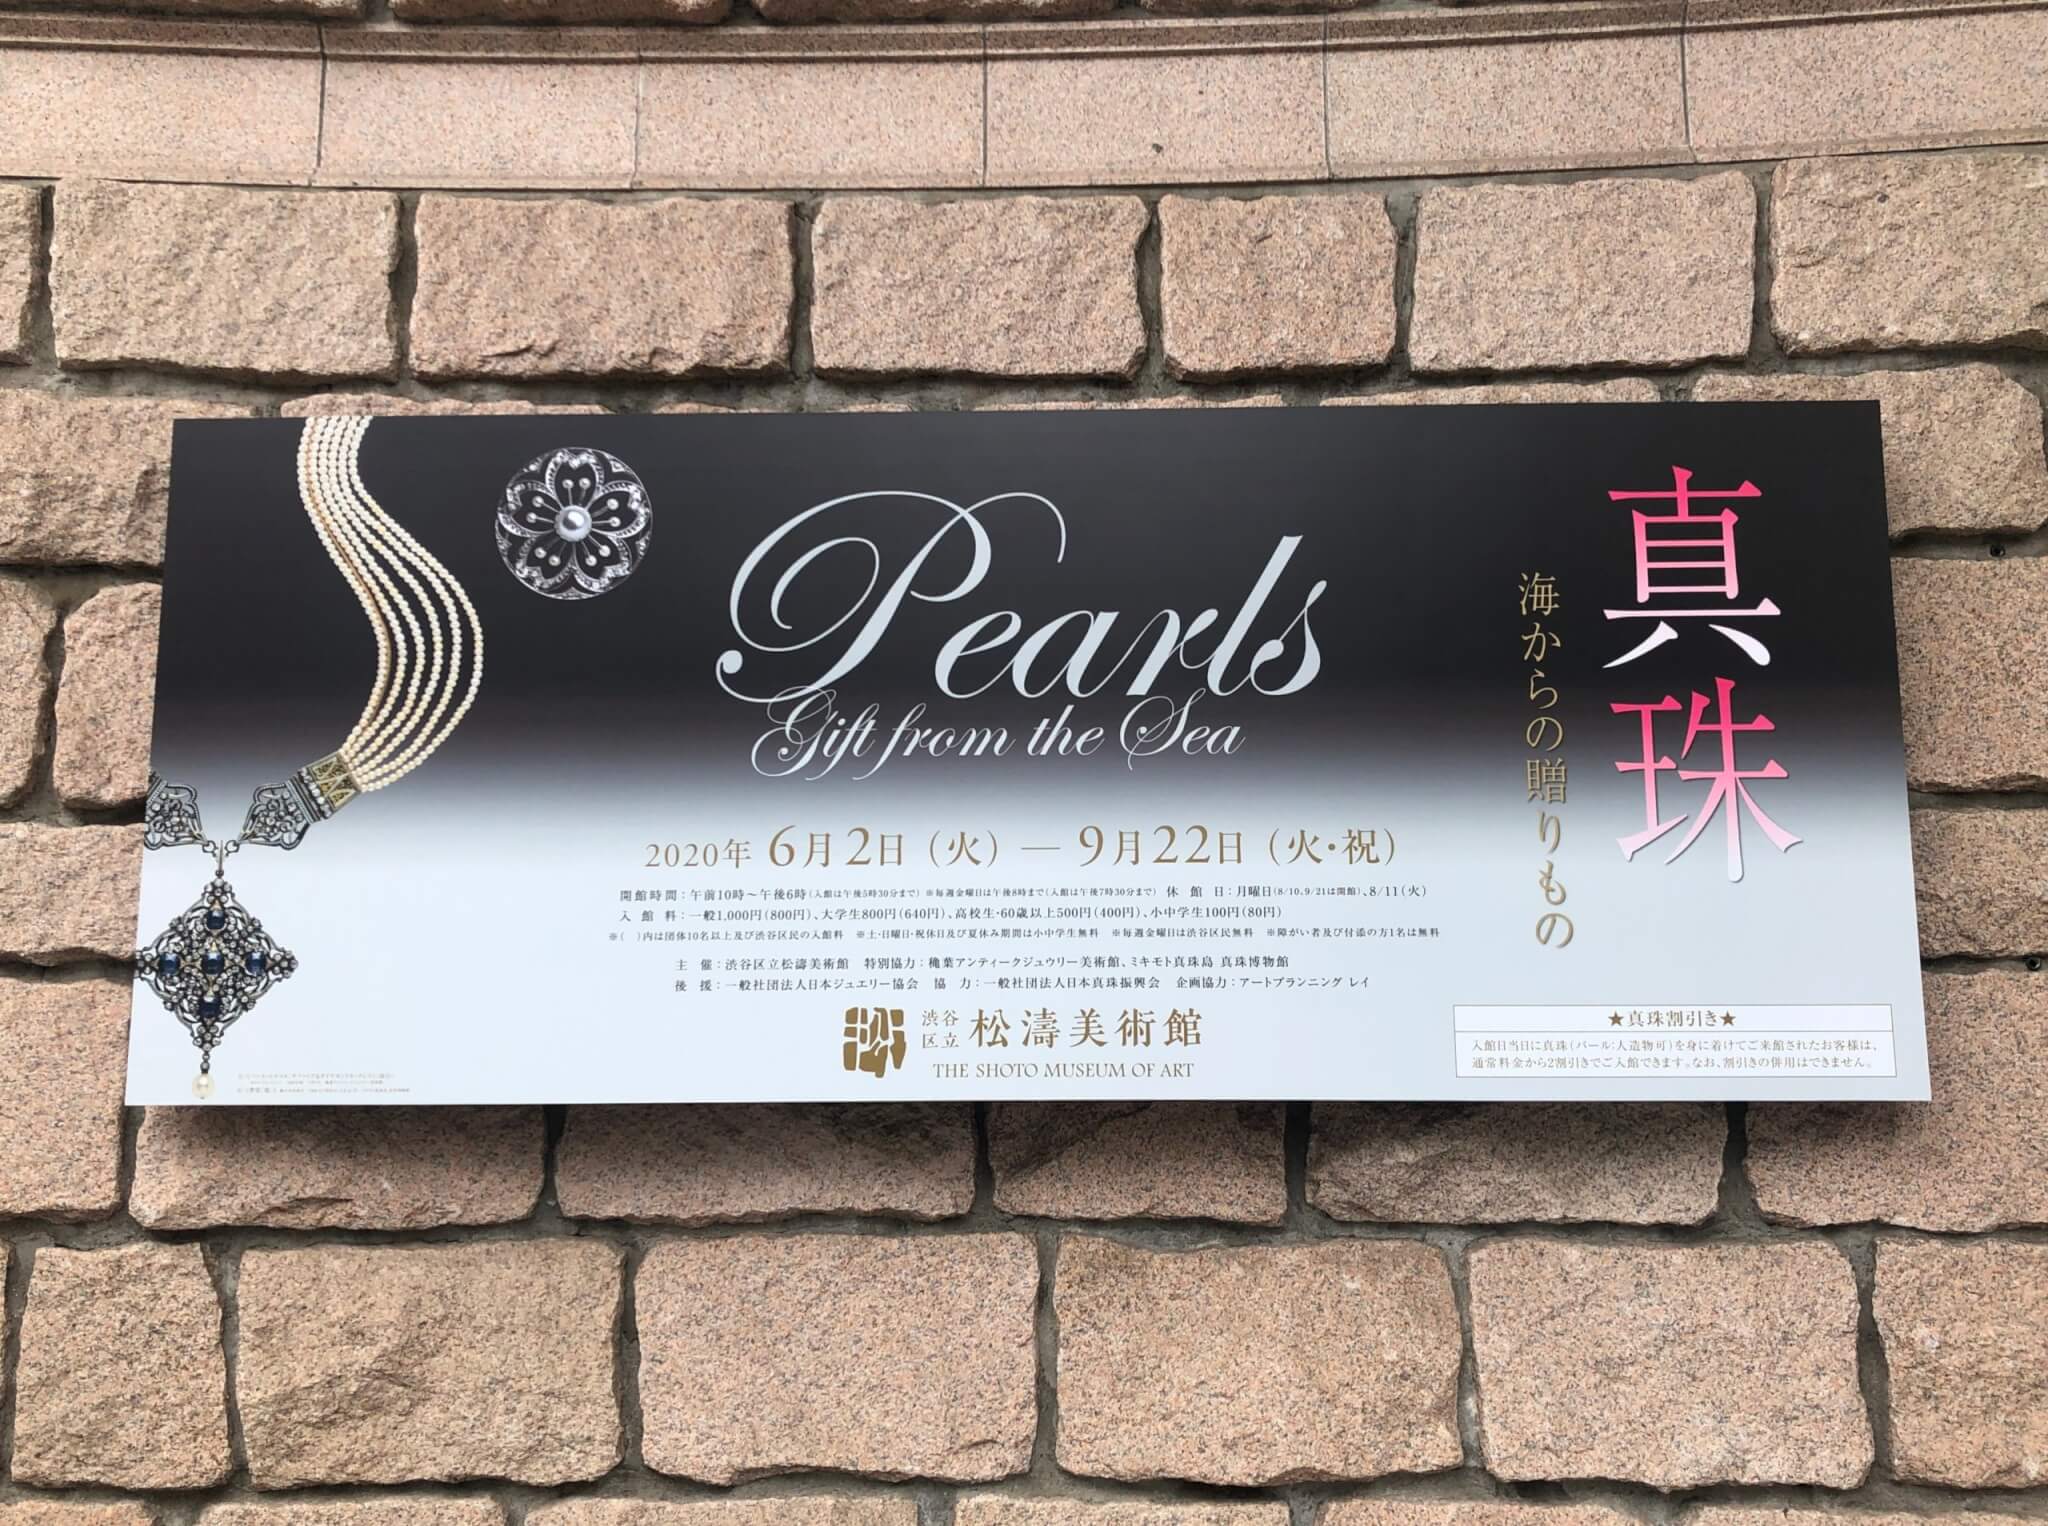 Pearls
Gift from the Sea
真珠
海からの贈りもの
2020年 6月2日(火) — 9月22日(火・祝)
開館時間:午前10時~午後6時(入館は午後5時30分まで) ※毎週金曜日は午後8時まで(入館は午後7時30分まで) 休館日:月曜日(8/10、9/21は開館)、8/11(火)
入館料:一般1,000円(800円)、大学生800円(640円)、高校生・60歳以上500円(400円)、小中学生100円(80円)
※( )内は団体10名以上及び渋谷区民の入館料 ※土・日曜日・祝休日及び夏休み期間は小中学生無料 ※毎週金曜日は渋谷区民無料 ※障がい者及び付添の方1名は無料
主催:渋谷区立松濤美術館 特別協力:穐葉アンティークジュウリー美術館、ミキモト真珠島 真珠博物館
後援:一般社団法人日本ジュエリー協会 協力:一般社団法人日本真珠振興会 企画協力:アートプランニング レイ
渋谷区立 松濤美術館
THE SHOTO MUSEUM OF ART
★真珠割引き★
入館日当日に真珠(パール:人造物可)を身に着けてご来館されたお客様は、
通常料金から2割引きでご入館できます。なお、割引きの併用はできません。